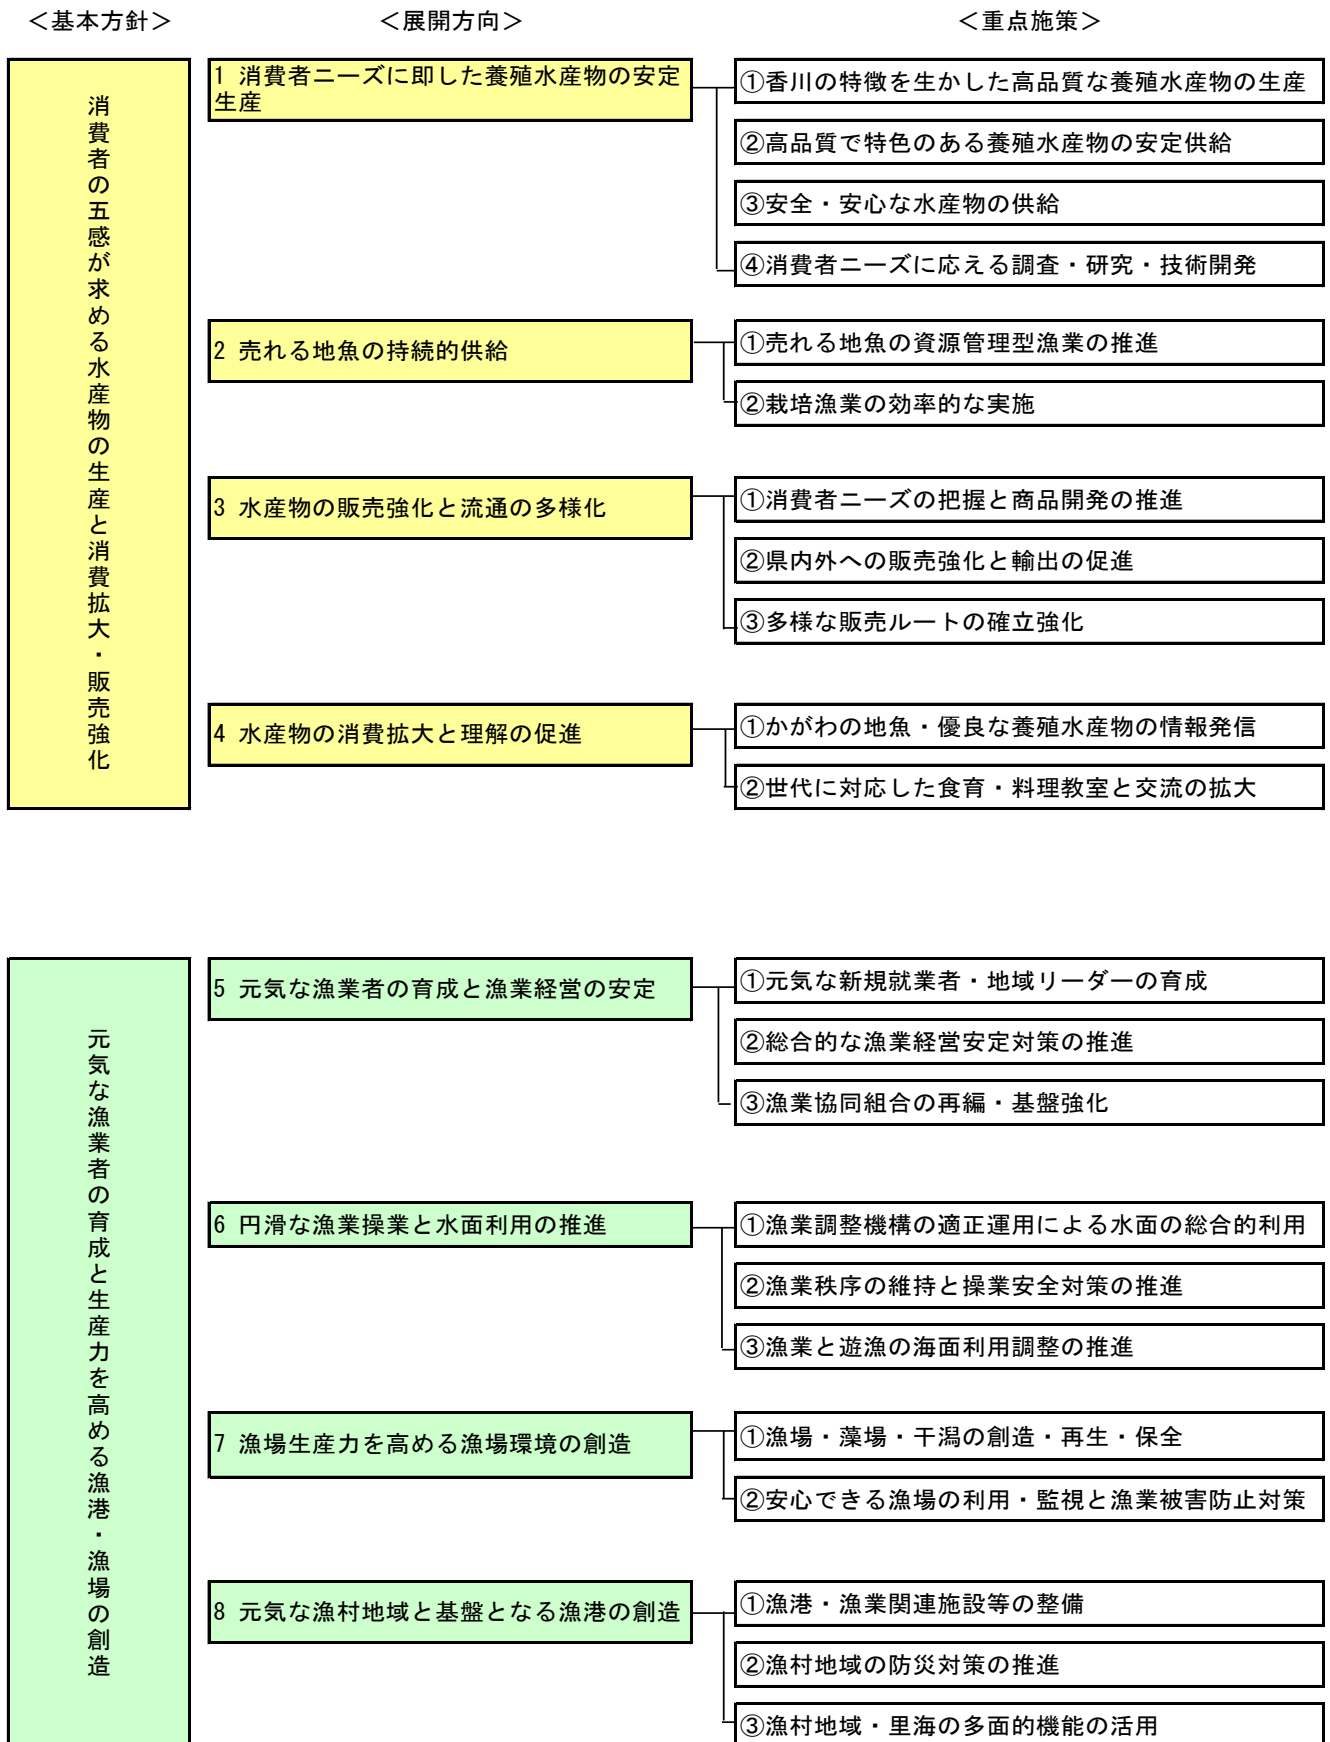 ＜基本方針＞
＜展開方向＞
＜重点施策＞
消費者の五感が求める水産物の生産と消費拡大・販売強化
1 消費者ニーズに即した養殖水産物の安定
生産
①香川の特徴を生かした高品質な養殖水産物の生産
②高品質で特色のある養殖水産物の安定供給
③安全・安心な水産物の供給
④消費者ニーズに応える調査・研究・技術開発
2 売れる地魚の持続的供給
①売れる地魚の資源管理型漁業の推進
②栽培漁業の効率的な実施
3 水産物の販売強化と流通の多様化
①消費者ニーズの把握と商品開発の推進
②県内外への販売強化と輸出の促進
③多様な販売ルートの確立強化
4 水産物の消費拡大と理解の促進
①かがわの地魚・優良な養殖水産物の情報発信
②世代に対応した食育・料理教室と交流の拡大
元気な漁業者の育成と生産力を高める漁港・漁場の創造
5 元気な漁業者の育成と漁業経営の安定
①元気な新規就業者・地域リーダーの育成
②総合的な漁業経営安定対策の推進
③漁業協同組合の再編・基盤強化
6 円滑な漁業操業と水面利用の推進
①漁業調整機構の適正運用による水面の総合的利用
②漁業秩序の維持と操業安全対策の推進
③漁業と遊漁の海面利用調整の推進
7 漁場生産力を高める漁場環境の創造
①漁場・藻場・干潟の創造・再生・保全
②安心できる漁場の利用・監視と漁業被害防止対策
8 元気な漁村地域と基盤となる漁港の創造
①漁港・漁業関連施設等の整備
②漁村地域の防災対策の推進
③漁村地域・里海の多面的機能の活用